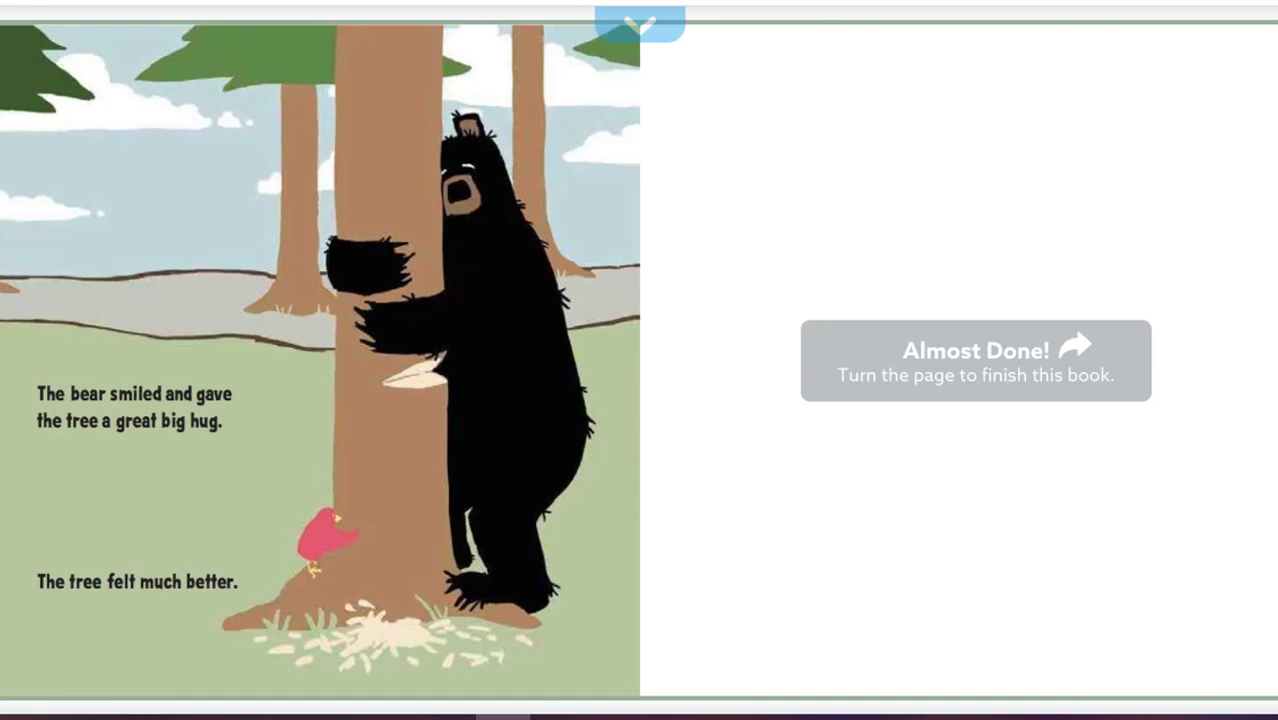 The bear smiled and gave
the tree a great big hug.
The tree felt much better.
Almost Done!
Turn the page to finish this book.